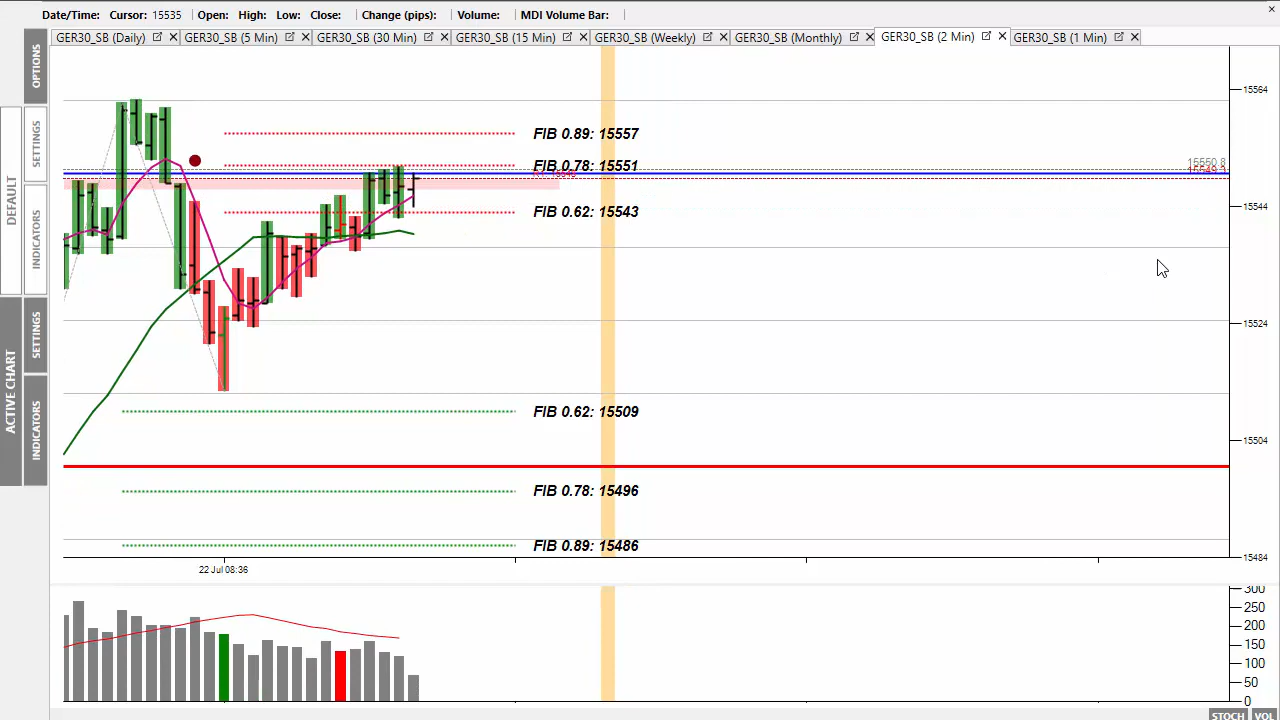 Date/Time: Cursor: 15535 Open: High: Low: Close: Change (pips): Volume: MDI Volume Bar:
GER30_SB (Daily) GER30_SB (5 Min) GER30_SB (30 Min) GER30_SB (15 Min) GER30_SB (Weekly) GER30_SB (Monthly) GER30_SB (2 Min) GER30_SB (1 Min)
OPTIONS
SETTINGS
DEFAULT
INDICATORS
SETTINGS
ACTIVE CHART
INDICATORS
15564
FIB 0.89: 15557
FIB 0.78: 15551
15550.8
15544
FIB 0.62: 15543
15524
FIB 0.62: 15509
15504
FIB 0.78: 15496
FIB 0.89: 15486
15484
22 Jul 08:36
300
250
200
150
100
50
0
STOCH VOL